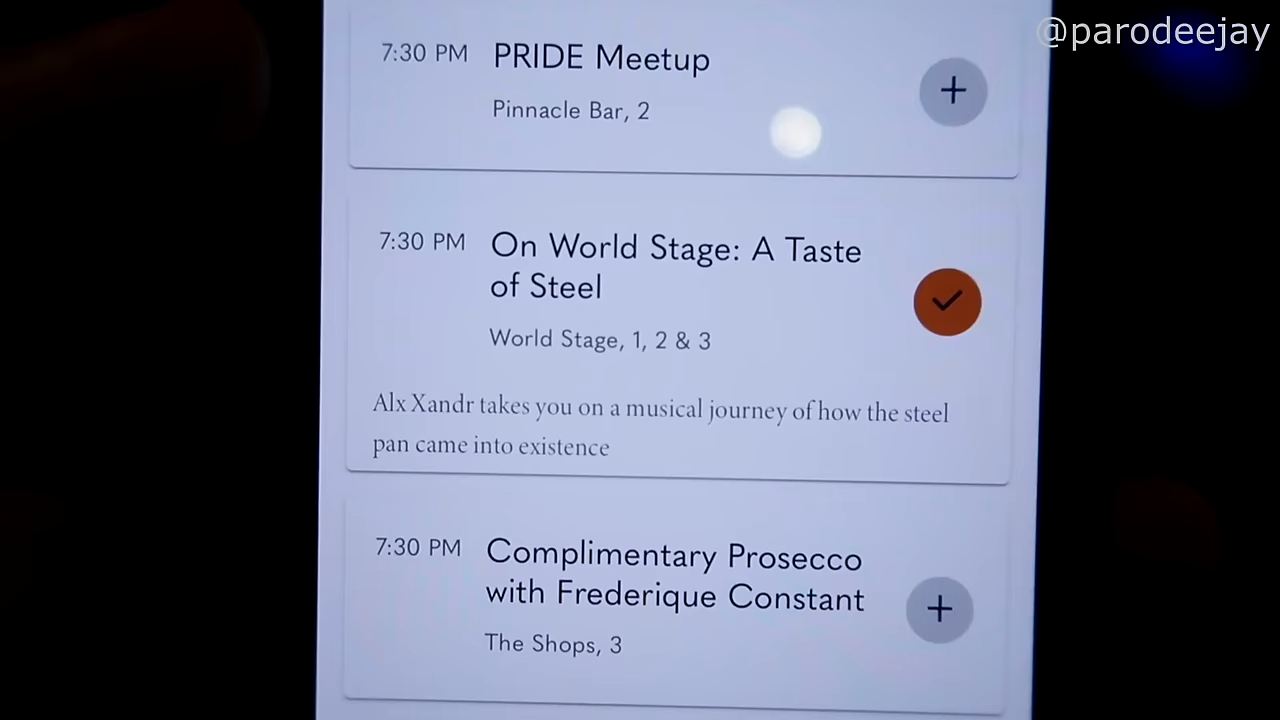 @parodeejay
7:30 PM PRIDE Meetup
Pinnacle Bar, 2
7:30 PM On World Stage: A Taste
of Steel
World Stage, 1, 2 & 3
Alx Xandr takes you on a musical journey of how the steel
pan came into existence
7:30 PM Complimentary Prosecco
with Frederique Constant
The Shops, 3